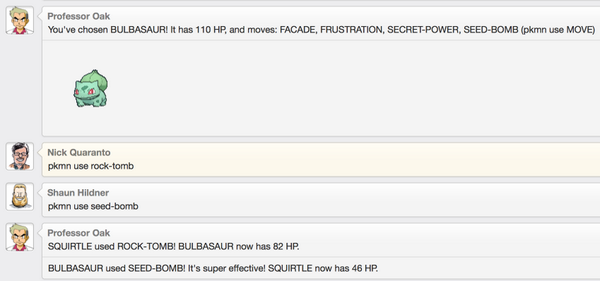 Professor Oak
You've chosen BULBASAUR! It has 110 HP, and moves: FACADE, FRUSTRATION, SECRET-POWER, SEED-BOMB (pkmn use MOVE)
Nick Quaranto
pkmn use rock-tomb
Shaun Hildner
pkmn use seed-bomb
Professor Oak
SQUIRTLE used ROCK-TOMB! BULBASAUR now has 82 HP.
BULBASAUR used SEED-BOMB! It's super effective! SQUIRTLE now has 46 HP.